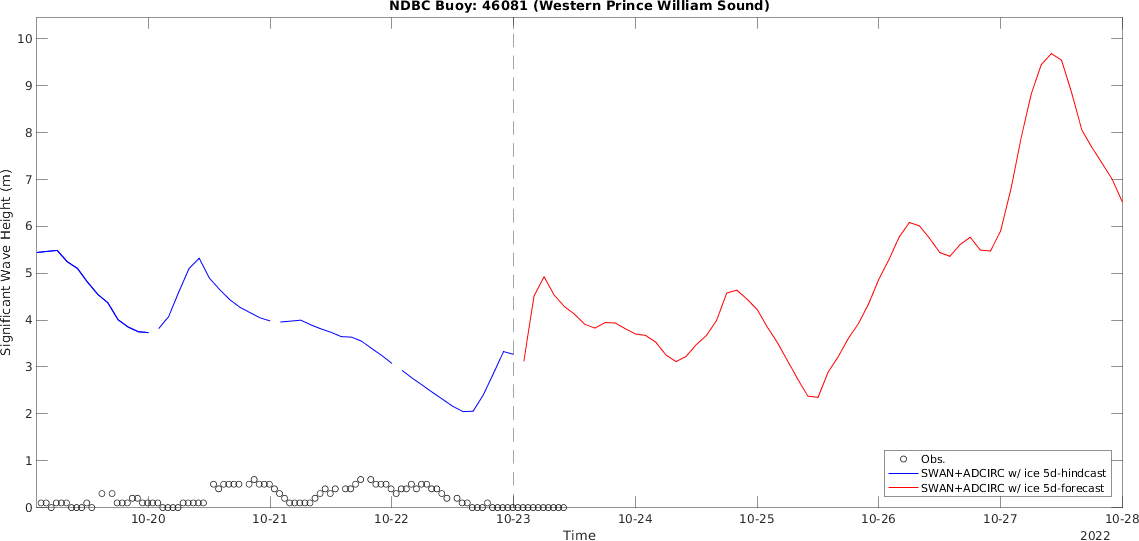 NDBC Buoy: 46081 (Western Prince William Sound)
10
9
8
7
6
5
4
3
2
1
0
Significant Wave Height (m)
Obs.
SWAN+ADCIRC w/ ice 5d-hindcast
SWAN+ADCIRC w/ ice 5d-forecast
10-20 10-21 10-22 10-23 10-24 10-25 10-26 10-27 10-28
Time
2022